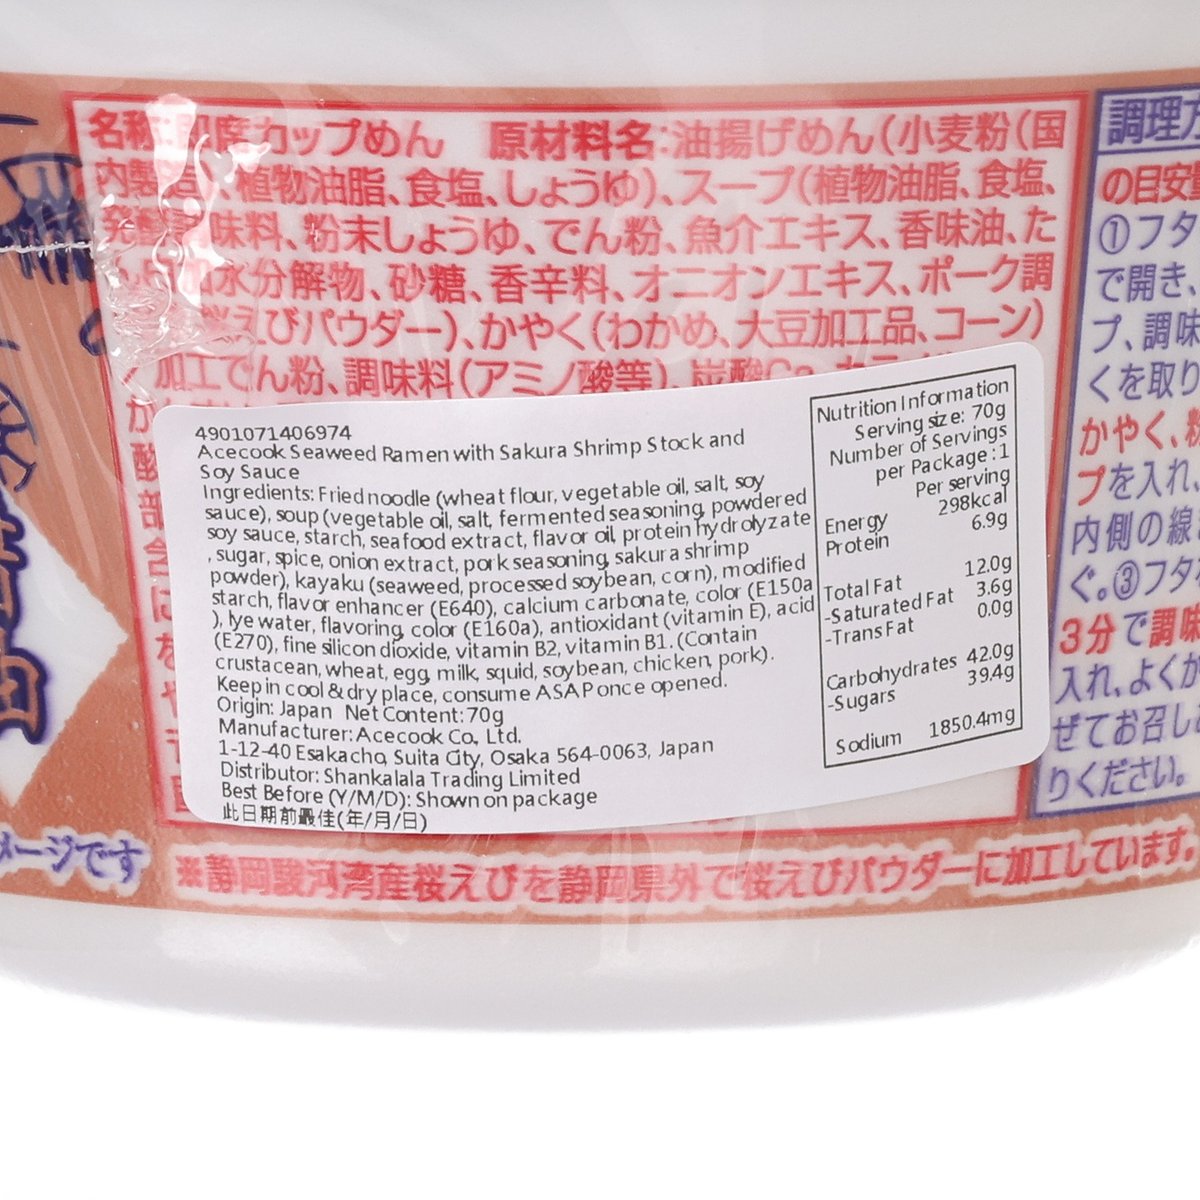 名称:即席カップめん 原材料名:油揚げめん(小麦粉(国
内製造)、植物油脂、食塩、しょうゆ)、スープ(植物油脂、食塩、
発酵調味料、粉末しょうゆ、でん粉、魚介エキス、香味油、た
加水分解物、砂糖、香辛料、オニオンエキス、ポーク調
桜えびパウダー)、かやく(わかめ、大豆加工品、コーン)
/加工でん粉、調味料(アミノ酸等)、炭酸Ca、カラ
4901071406974
Acecook Seaweed Ramen with Sakura Shrimp Stock and
Soy Sauce
Ingredients: Fried noodle (wheat flour, vegetable oil, salt, soy
sauce), soup (vegetable oil, salt, fermented seasoning, powdered
soy sauce, starch, seafood extract, flavor oil, protein hydrolyzate
, sugar, spice, onion extract, pork seasoning, sakura shrimp
powder), kayaku (seaweed, processed soybean, corn), modified
starch, flavor enhancer (E640), calcium carbonate, color (E150a
), lye water, flavoring, color (E160a), antioxidant (vitamin E), acid
(E270), fine silicon dioxide, vitamin B2, vitamin B1. (Contain
crustacean, wheat, egg, milk, squid, soybean, chicken, pork).
Keep in cool & dry place, consume ASAP once opened.
Origin: Japan Net Content: 70g
Manufacturer: Acecook Co., Ltd.
1-12-40 Esakacho, Suita City, Osaka 564-0063, Japan
Distributor: Shankalala Trading Limited
Best Before (Y/M/D): Shown on package
此日期前最佳(年/月/日)
Nutrition Information
Serving size: 70g
Number of Servings
per Package: 1
Per serving
Energy 298kcal
Protein 6.9g
Total Fat 12.0g
-Saturated Fat 3.6g
-Trans Fat 0.0g
Carbohydrates 42.0g
-Sugars 39.4g
Sodium 1850.4mg
調理方
の目安
①フタ
で開き、
プ、調味
くを取り
かやく、粉
プを入れ、
内側の線
ぐ。③フタ
3分で調味
入れ、よくか
ぜてお召し
りください。
メージです
※静岡駿河湾産桜えびを静岡県外で桜えびパウダーに加工しています。